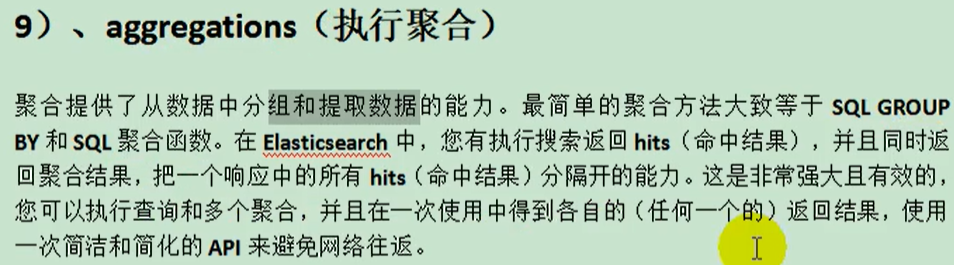 9）、aggregations（执行聚合）
聚合提供了从数据中分组和提取数据的能力。最简单的聚合方法大致等于 SQL GROUP
BY 和 SQL 聚合函数。在 Elasticsearch 中，您有执行搜索返回 hits（命中结果），并且同时返
回聚合结果，把一个响应中的所有 hits（命中结果）分隔开的能力。这是非常强大且有效的，
您可以执行查询和多个聚合，并且在一次使用中得到各自的（任何一个的）返回结果，使用
一次简洁和简化的 API 来避免网络往返。